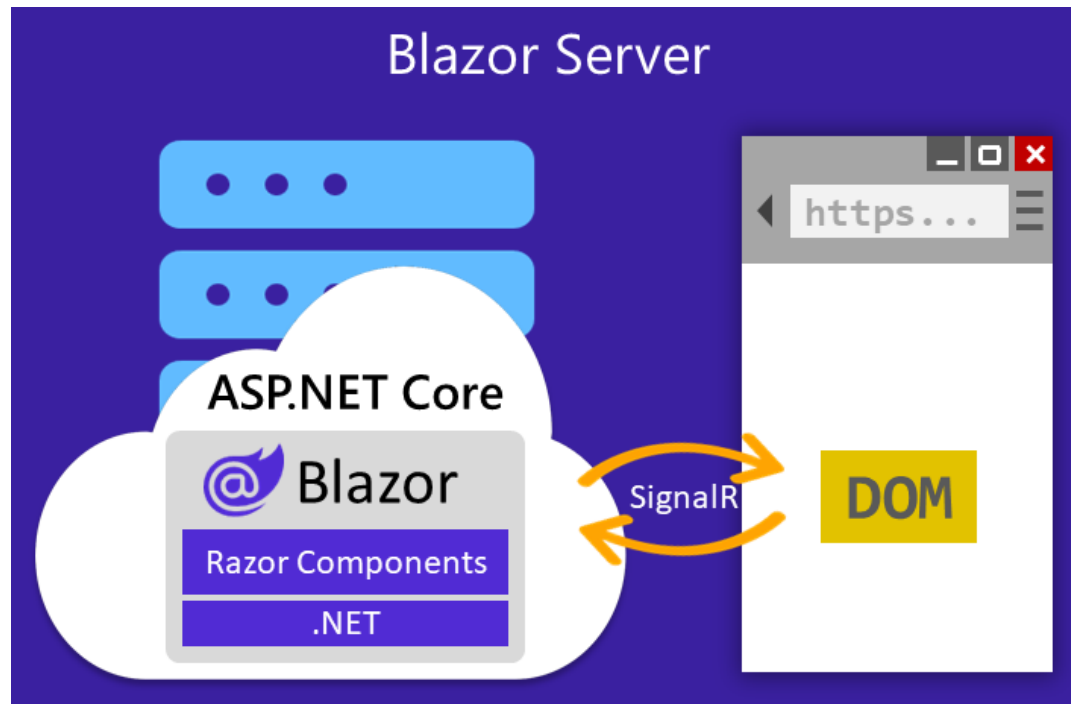 Blazor Server
https...
ASP.NET Core
@ Blazor
SignalR
DOM
Razor Components
.NET